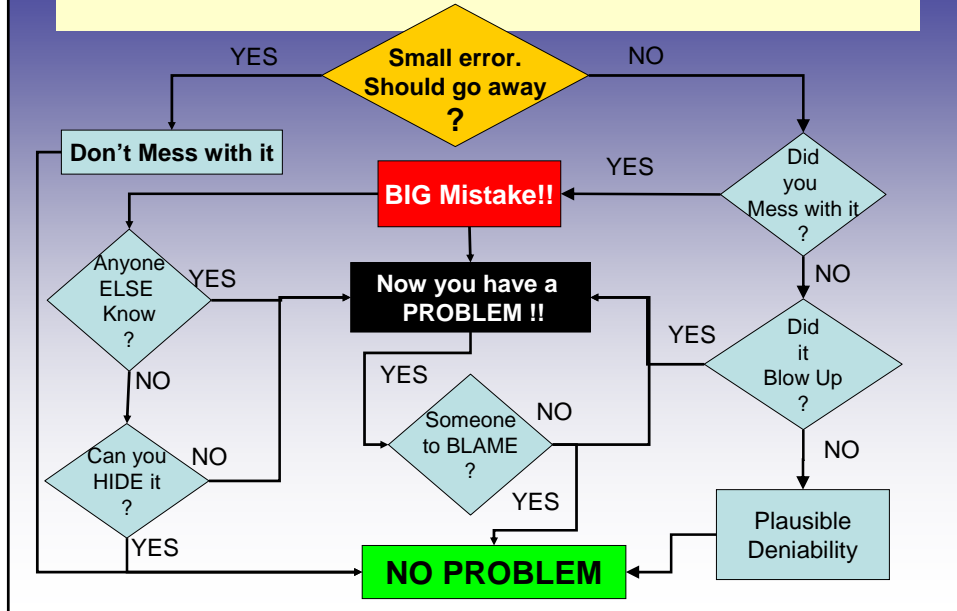 YES
Small error.
Should go away
?
NO
Don't Mess with it
BIG Mistake!!
YES
Did
you
Mess with it
?
Anyone
ELSE
Know
?
YES
Now you have a
PROBLEM !!
NO
YES
Did
it
Blow Up
?
NO
YES
Someone
to BLAME
?
NO
Can you
HIDE it
?
NO
YES
NO
YES
Plausible
Deniability
NO PROBLEM